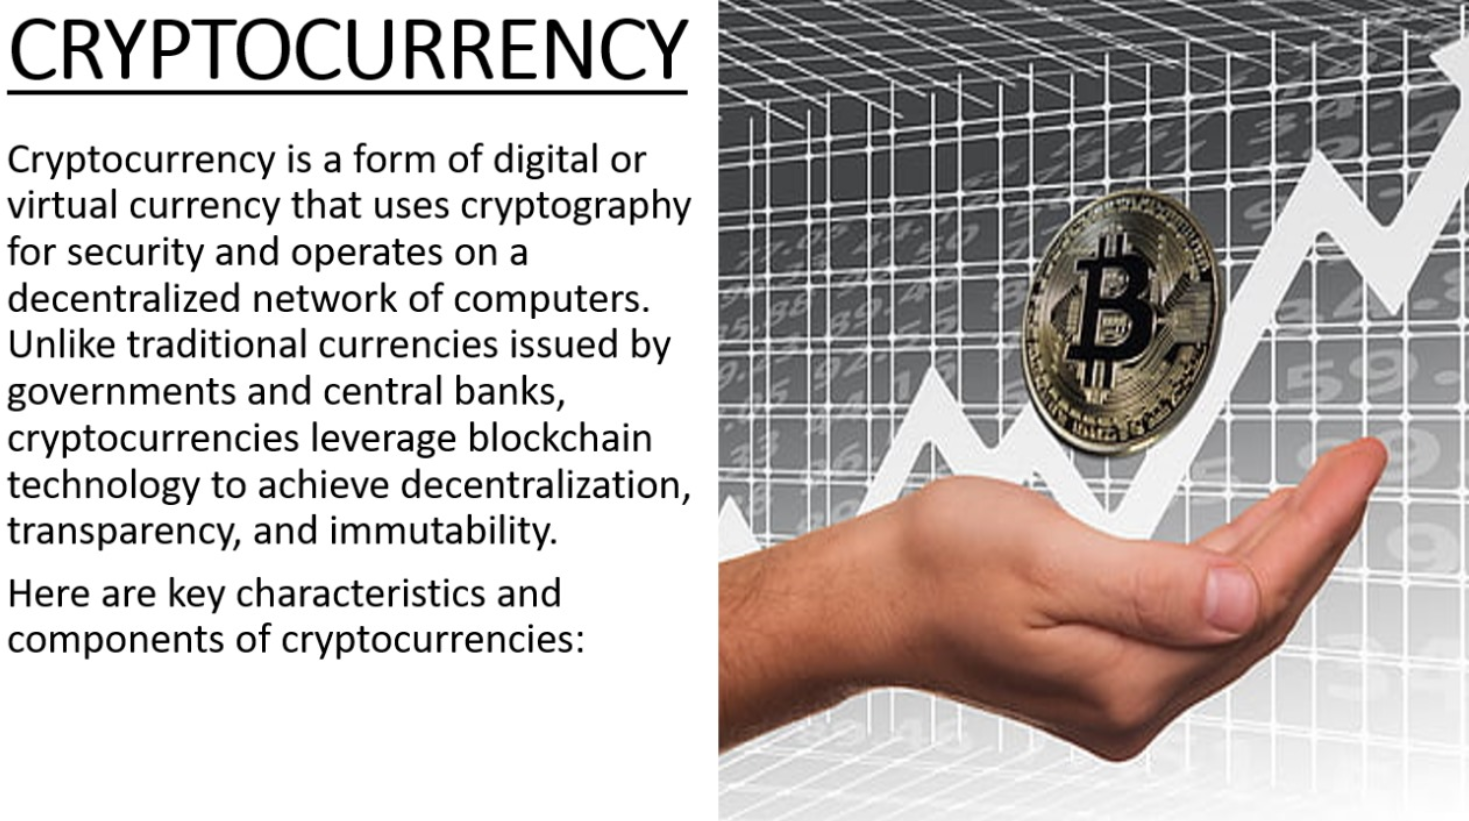 CRYPTOCURRENCY
Cryptocurrency is a form of digital or
virtual currency that uses cryptography
for security and operates on a
decentralized network of computers.
Unlike traditional currencies issued by
governments and central banks,
cryptocurrencies leverage blockchain
technology to achieve decentralization,
transparency, and immutability.
Here are key characteristics and
components of cryptocurrencies: